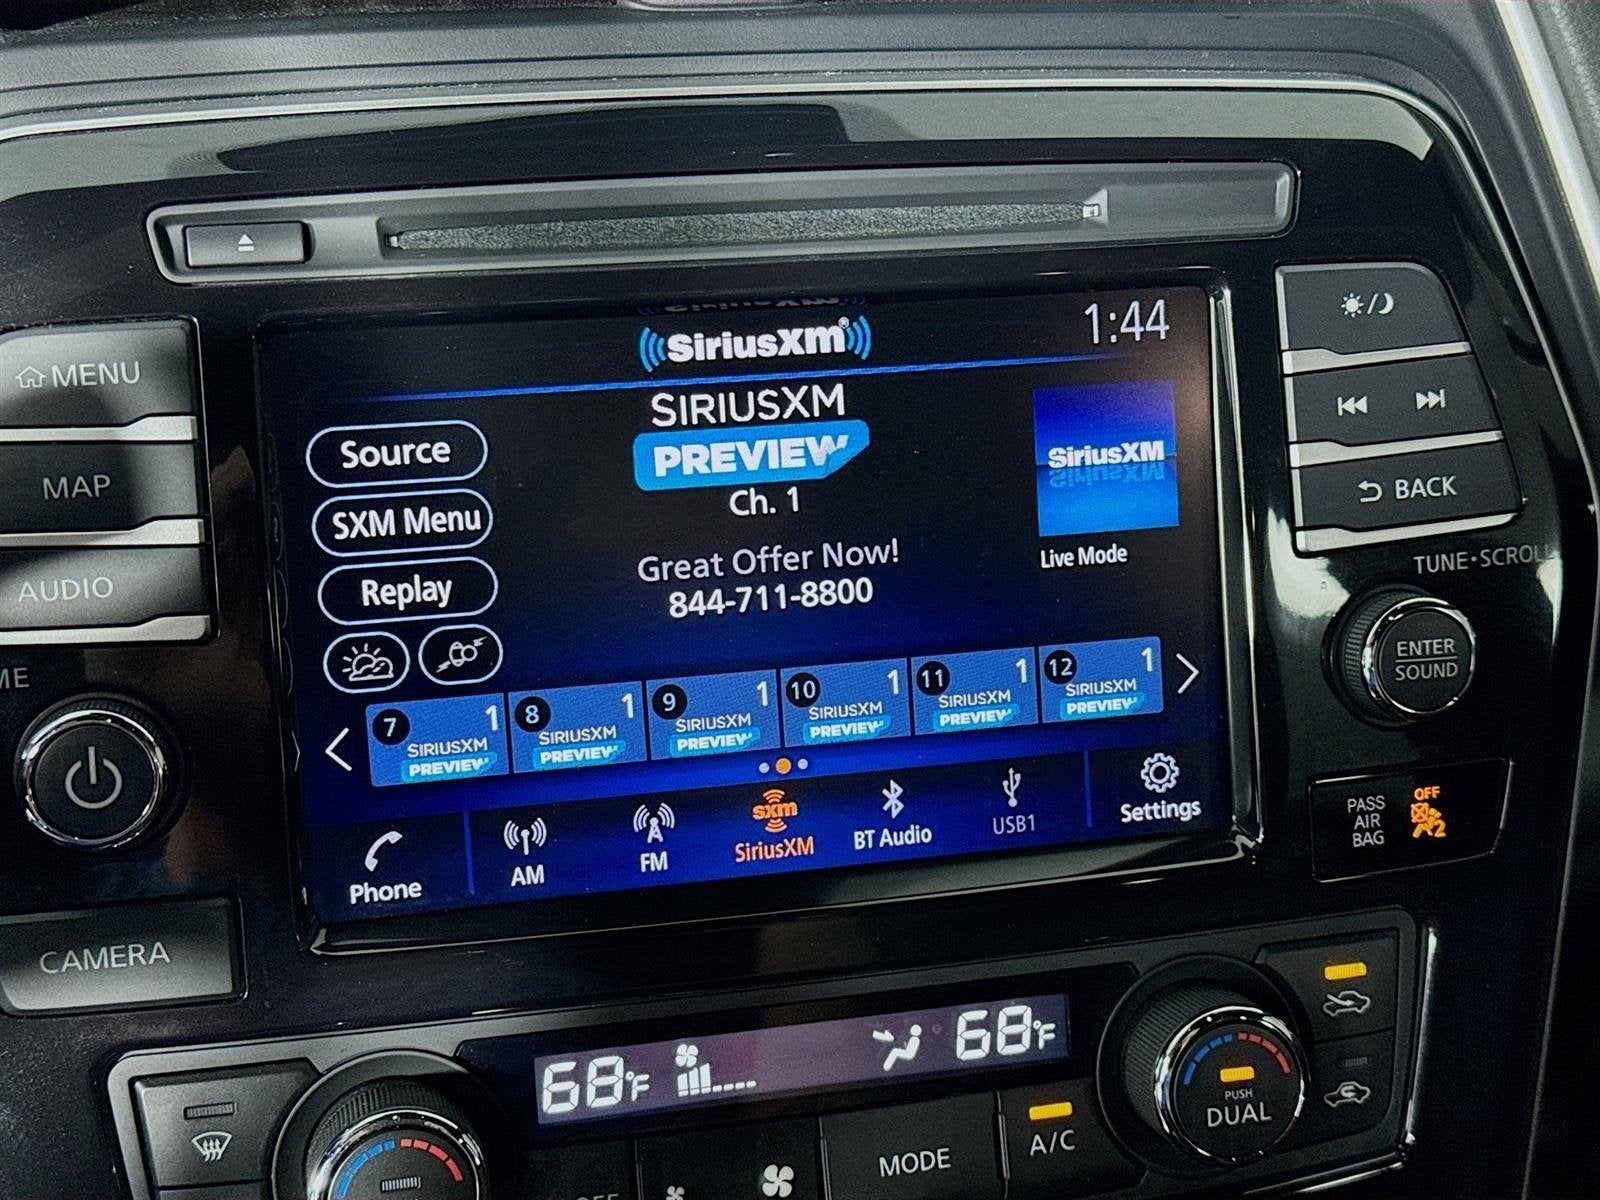 SiriusXM®
1:44
MENU
MAP
AUDIO
CAMERA
Source
SXM Menu
Replay
SIRIUSXM
PREVIEW
Ch. 1
Great Offer Now!
844-711-8800
SiriusXM
Live Mode
7 1 SIRIUSXM PREVIEW
8 1 SIRIUSXM PREVIEW
9 1 SIRIUSXM PREVIEW
10 1 SIRIUSXM PREVIEW
11 1 SIRIUSXM PREVIEW
12 1 SIRIUSXM PREVIEW
Phone
AM
FM
sxm
SiriusXM
BT Audio
USB1
Settings
BACK
TUNE•SCROLL
ENTER
SOUND
PASS
AIR
BAG
OFF
2
68°F
68°F
MODE
A/C
PUSH
DUAL